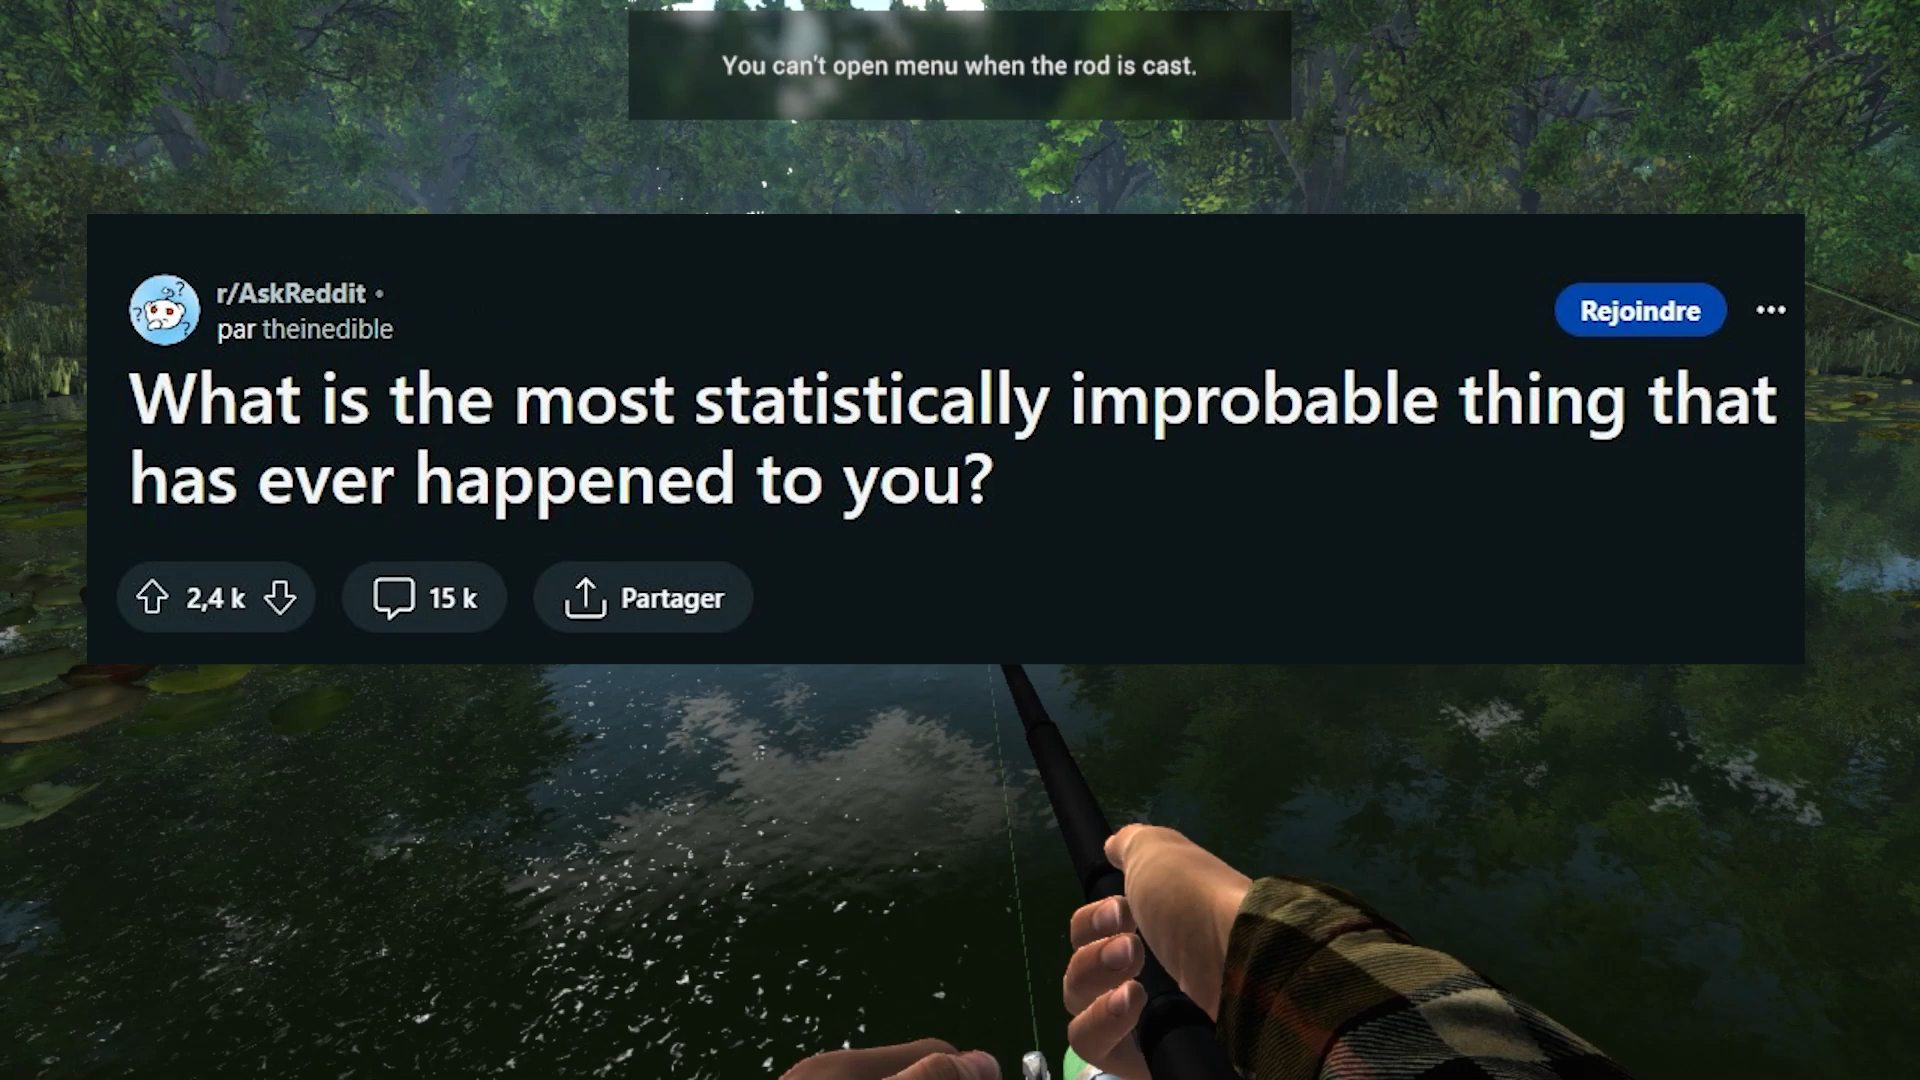 You can't open menu when the rod is cast.
r/AskReddit •
par theinedible
Rejoindre
What is the most statistically improbable thing that
has ever happened to you?
2,4 k
15 k
Partager